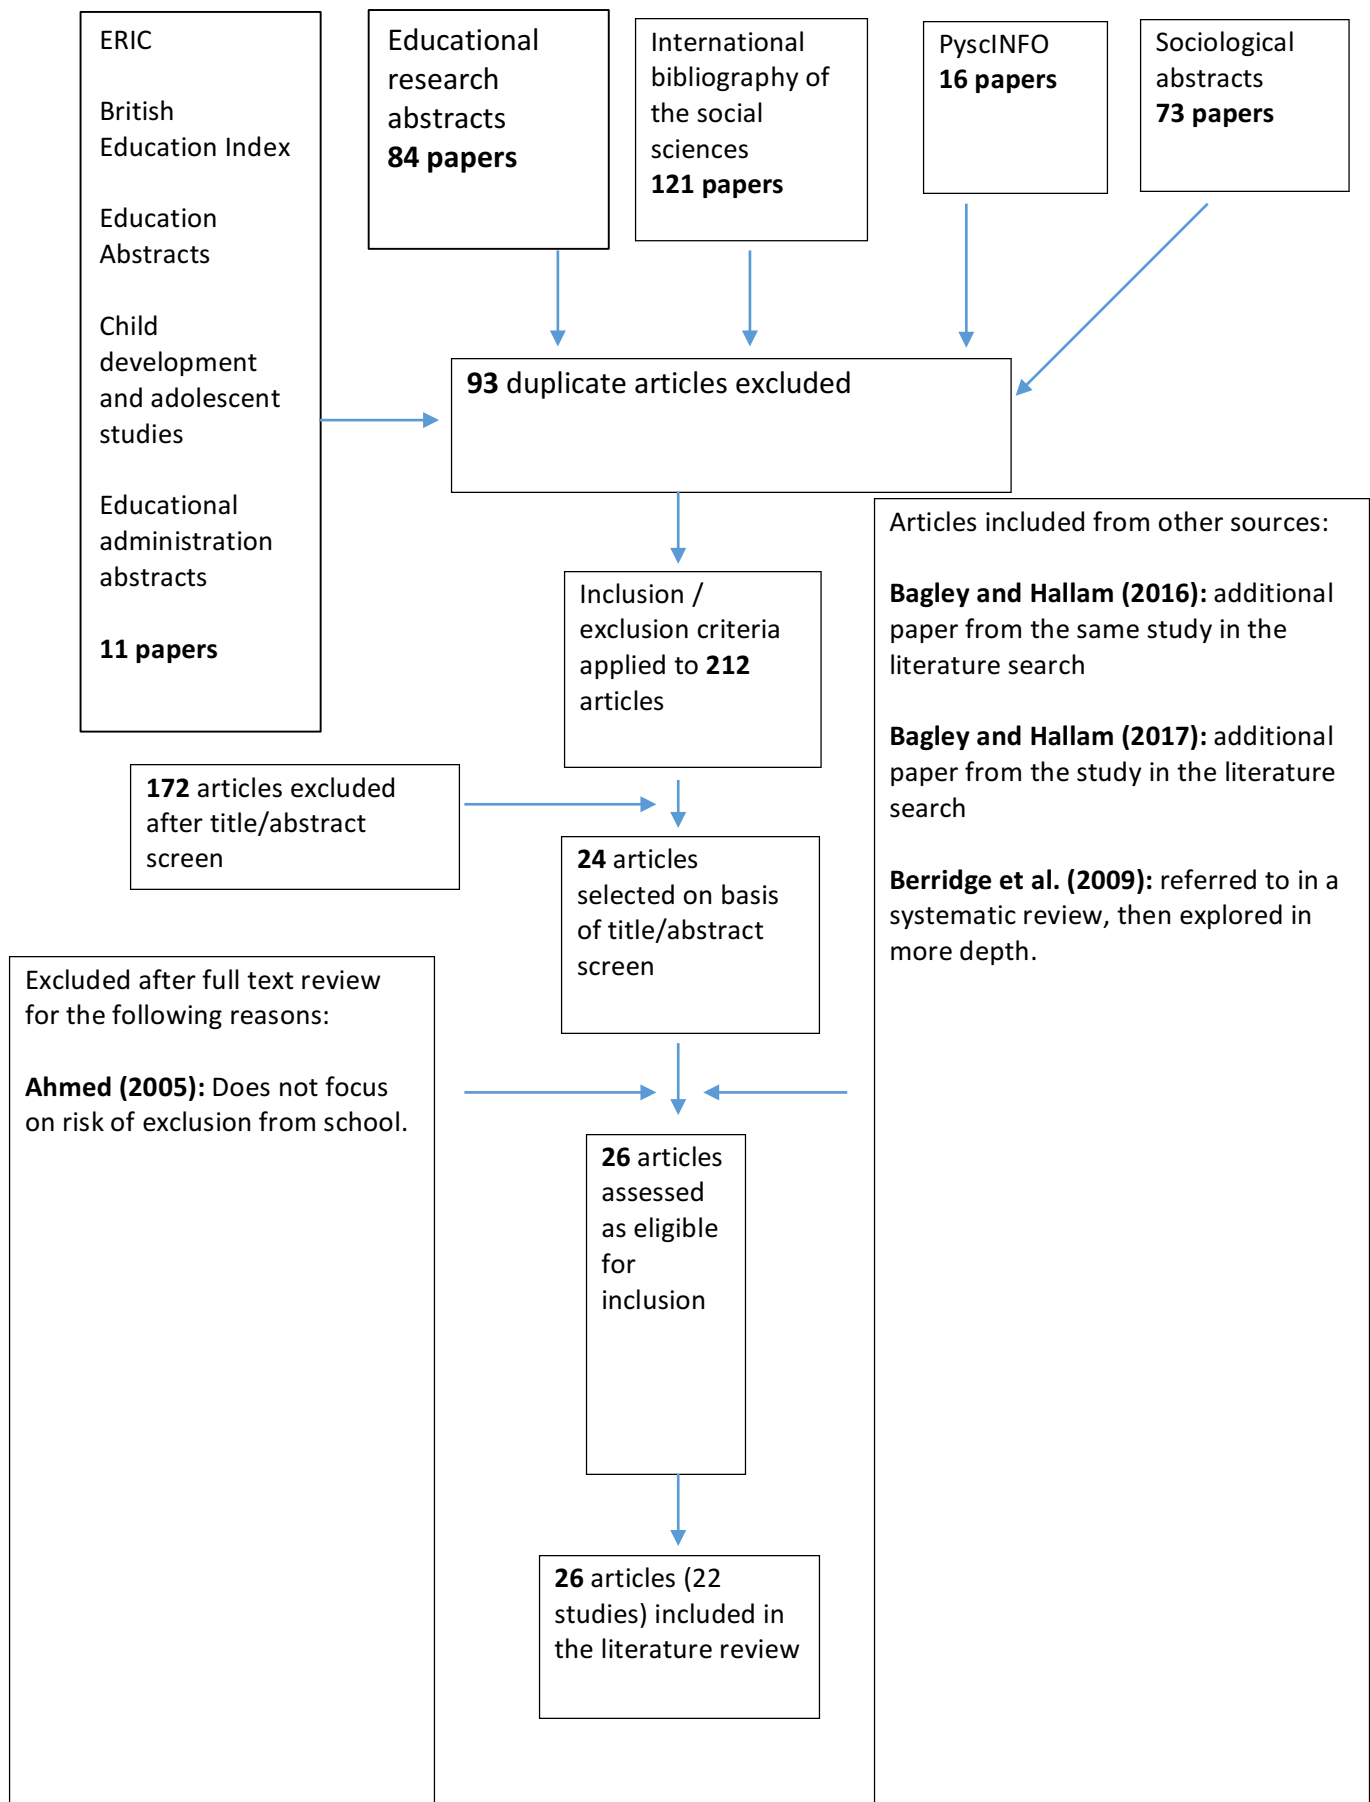 ERIC
British
Education Index
Education
Abstracts
Child
development
and adolescent
studies
Educational
administration
abstracts
11 papers
Educational
research
abstracts
84 papers
International
bibliography of
the social
sciences
121 papers
PyscINFO
16 papers
Sociological
abstracts
73 papers
93 duplicate articles excluded
Inclusion /
exclusion criteria
applied to 212
articles
Articles included from other sources:
Bagley and Hallam (2016): additional
paper from the same study in the
literature search
Bagley and Hallam (2017): additional
paper from the study in the literature
search
Berridge et al. (2009): referred to in a
systematic review, then explored in
more depth.
172 articles excluded
after title/abstract
screen
24 articles
selected on basis
of title/abstract
screen
Excluded after full text review
for the following reasons:
Ahmed (2005): Does not focus
on risk of exclusion from school.
26 articles
assessed
as eligible
for
inclusion
26 articles (22
studies) included in
the literature review